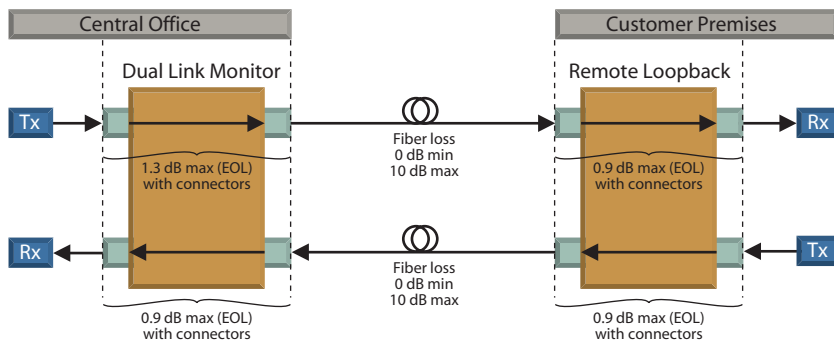 Central Office
Customer Premises
Dual Link Monitor
Remote Loopback
Tx
Rx
Fiber loss
0 dB min
10 dB max
1.3 dB max (EOL)
with connectors
0.9 dB max (EOL)
with connectors
Rx
Tx
Fiber loss
0 dB min
10 dB max
0.9 dB max (EOL)
with connectors
0.9 dB max (EOL)
with connectors